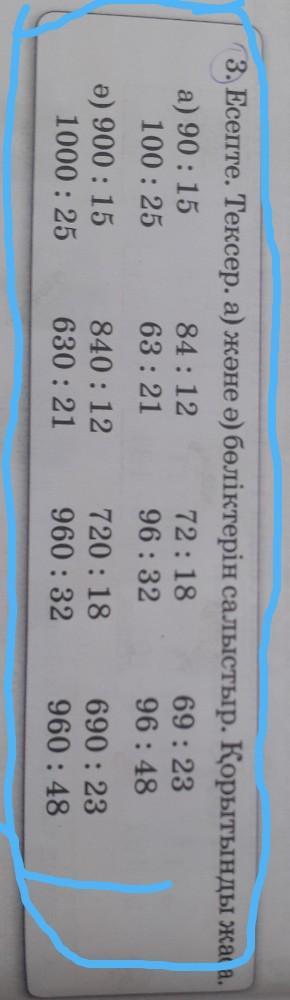 3. Есепте. Тексер. а) және ә) бөліктерін салыстыр. Қорытынды жаса.
а) 90 : 15 84 : 12 72 : 18 69 : 23
100 : 25 63 : 21 96 : 32 96 : 48
ә) 900 : 15 840 : 12 720 : 18 690 : 23
1000 : 25 630 : 21 960 : 32 960 : 48